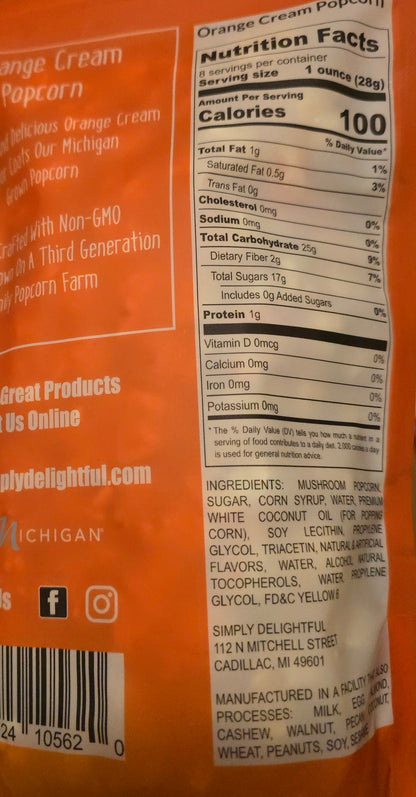 ange Cream
Popcorn
Delicious Orange Cream
Coats Our Michigan
Grown Popcorn
Crafted With Non-GMO
On A Third Generation
Popcorn Farm
Great Products
Us Online
plydelightful.com
MICHIGAN
f
24 10562 0
Orange Cream Popcorn
Nutrition Facts
8 servings per container
Serving size 1 ounce (28g)
Amount Per Serving
Calories 100
% Daily Value*
Total Fat 1g 1%
Saturated Fat 0.5g 3%
Trans Fat 0g
Cholesterol 0mg 0%
Sodium 0mg 0%
Total Carbohydrate 25g 9%
Dietary Fiber 2g 7%
Total Sugars 17g
Includes 0g Added Sugars 0%
Protein 1g
Vitamin D 0mcg 0%
Calcium 0mg 0%
Iron 0mg 0%
Potassium 0mg 0%
* The % Daily Value (DV) tells you how much a nutrient in a
serving of food contributes to a daily diet. 2,000 calories a day
is used for general nutrition advice.
INGREDIENTS: MUSHROOM POPCORN,
SUGAR, CORN SYRUP, WATER, PREMIUM
WHITE COCONUT OIL (FOR POPPING
CORN), SOY LECITHIN, PROPYLENE
GLYCOL, TRIACETIN, NATURAL & ARTIFICIAL
FLAVORS, WATER, ALCOHOL NATURAL
TOCOPHEROLS, WATER PROPYLENE
GLYCOL, FD&C YELLOW 6
SIMPLY DELIGHTFUL
112 N MITCHELL STREET
CADILLAC, MI 49601
MANUFACTURED IN A FACILITY THAT ALSO
PROCESSES: MILK, EGG ALMOND,
CASHEW, WALNUT, PECAN, COCONUT,
WHEAT, PEANUTS, SOY, SESAME